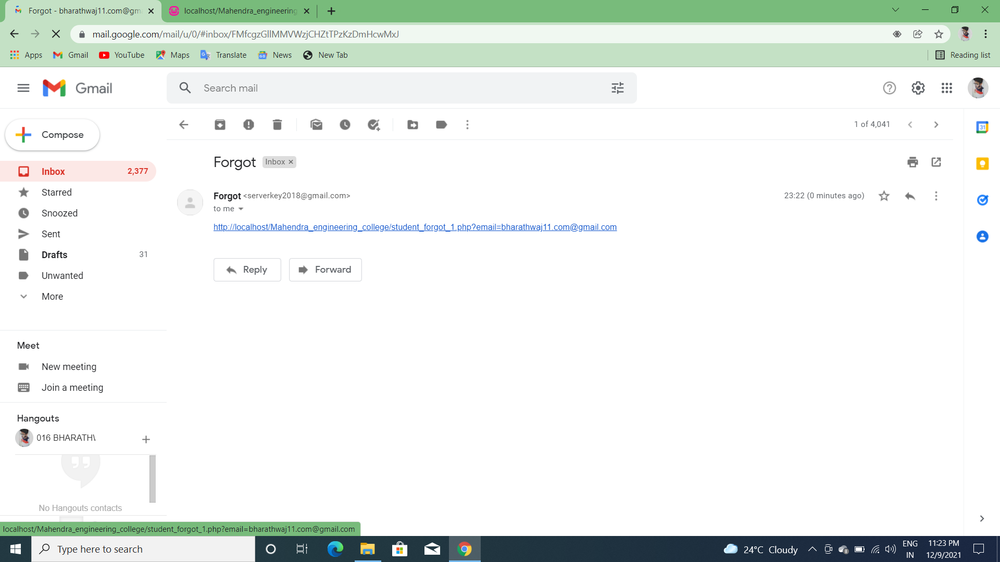 Forgot - bharathwaj11.com@gm
localhost/Mahendra_engineering_
mail.google.com/mail/u/0/#inbox/FMfcgzGllMMVWzjCHZtTPzKzDmHcwMxJ
Apps
Gmail
YouTube
Maps
Translate
News
New Tab
Reading list
Gmail
Search mail
Compose
1 of 4,041
Inbox 2,377
Starred
Snoozed
Sent
Drafts 31
Unwanted
More
Forgot
Inbox ×
Forgot <serverkey2018@gmail.com>
23:22 (0 minutes ago)
to me
http://localhost/Mahendra_engineering_college/student_forgot_1.php?email=bharathwaj11.com@gmail.com
Reply
Forward
Meet
New meeting
Join a meeting
Hangouts
016 BHARATH
No Hangouts contacts
localhost/Mahendra_engineering_college/student_forgot_1.php?email=bharathwaj11.com@gmail.com
Type here to search
24°C Cloudy
ENG
IN
11:23 PM
12/9/2021